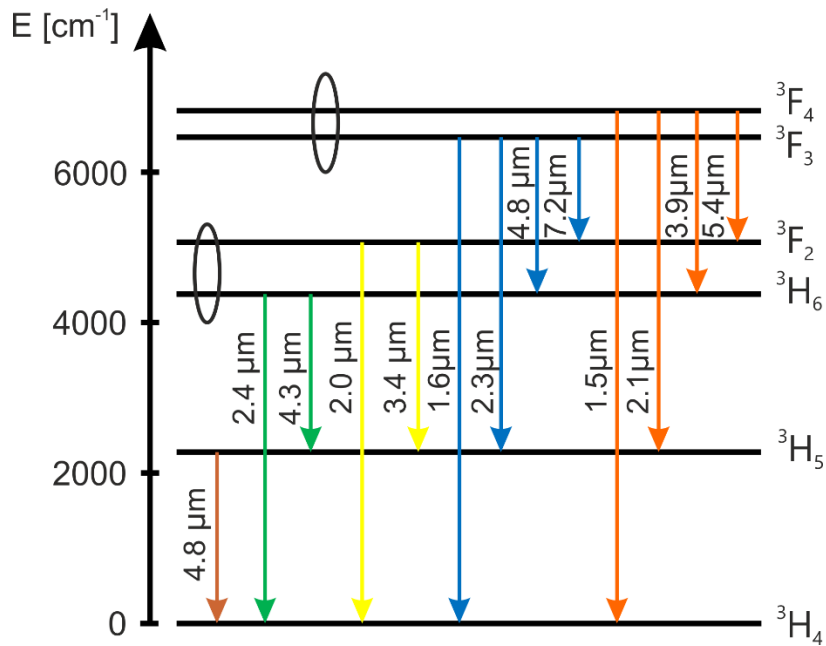 E [cm⁻¹]
³F₄
³F₃
6000
4.8 µm
7.2µm
3.9µm
5.4µm
³F₂
³H₆
4000
2.4 µm
4.3 µm
2.0 µm
3.4 µm
1.6µm
2.3µm
1.5µm
2.1µm
³H₅
2000
4.8 µm
0
³H₄